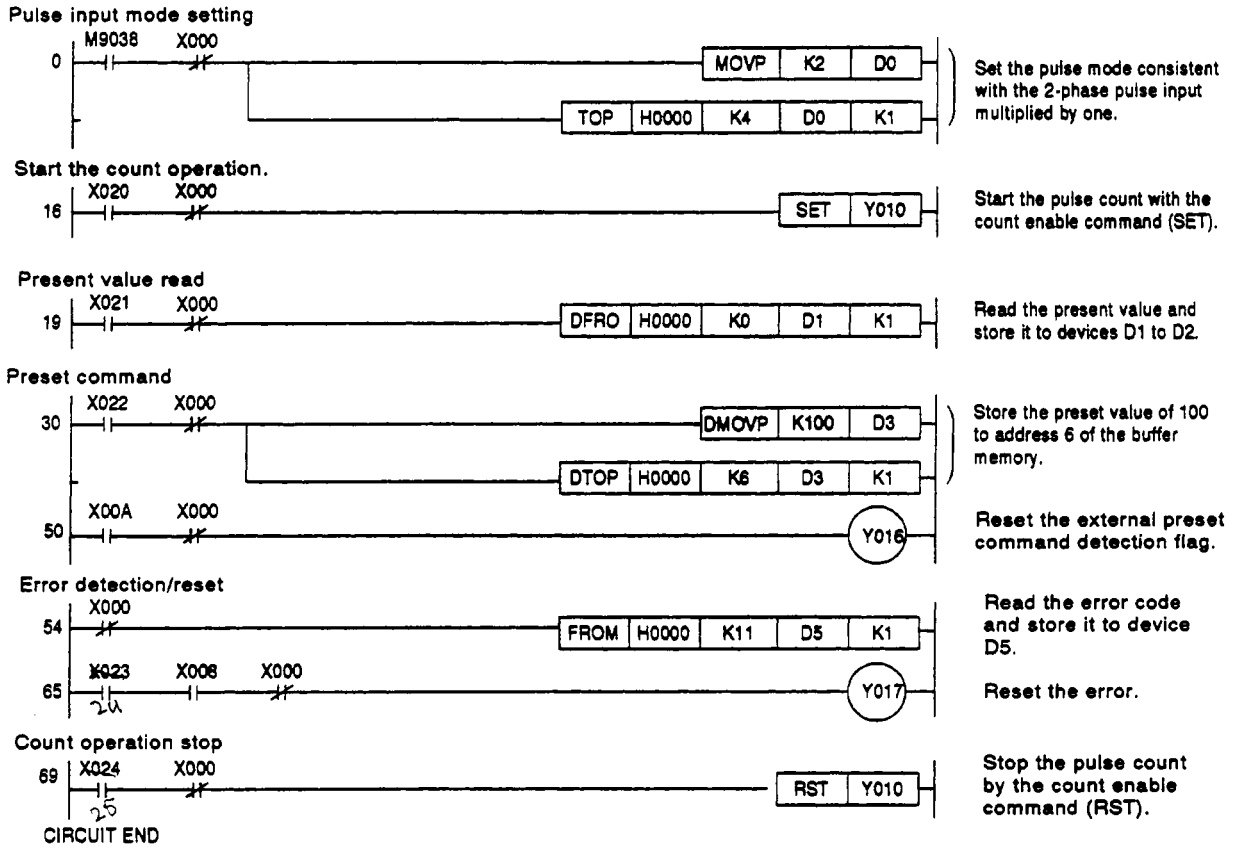 Pulse input mode setting
M9038 X000
0 MOVP K2 D0
TOP H0000 K4 D0 K1
Set the pulse mode consistent
with the 2-phase pulse input
multiplied by one.
Start the count operation.
X020 X000
16 SET Y010
Start the pulse count with the
count enable command (SET).
Present value read
X021 X000
19 DFRO H0000 K0 D1 K1
Read the present value and
store it to devices D1 to D2.
Preset command
X022 X000
30 DMOVP K100 D3
DTOP H0000 K6 D3 K1
Store the preset value of 100
to address 6 of the buffer
memory.
X00A X000
50 Y016
Reset the external preset
command detection flag.
Error detection/reset
X000
54 FROM H0000 K11 D5 K1
Read the error code
and store it to device
D5.
X023 X008 X000
65 Y017
Reset the error.
Count operation stop
69 X024 X000
25
RST Y010
Stop the pulse count
by the count enable
command (RST).
CIRCUIT END